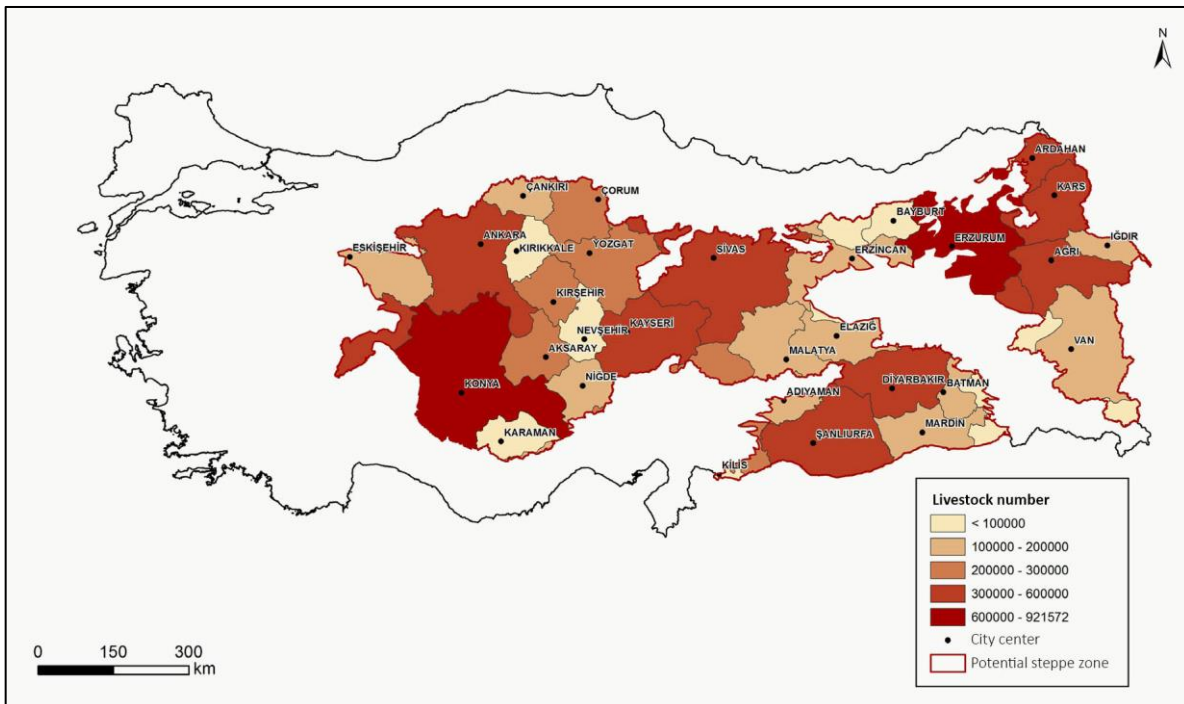 N
ARDAHAN
ÇANKIRI
ÇORUM
KARS
BAYBURT
ANKARA
ERZURUM
IĞDIR
ESKİŞEHİR
KIRIKKALE
YOZGAT
SİVAS
ERZİNCAN
AĞRI
KIRŞEHİR
KAYSERİ
NEVŞEHİR
ELAZIĞ
VAN
AKSARAY
MALATYA
NİĞDE
DİYARBAKIR
BATMAN
KONYA
ADIYAMAN
MARDİN
KARAMAN
ŞANLIURFA
KİLİS
Livestock number
< 100000
100000 - 200000
200000 - 300000
300000 - 600000
600000 - 921572
City center
Potential steppe zone
0 150 300
km